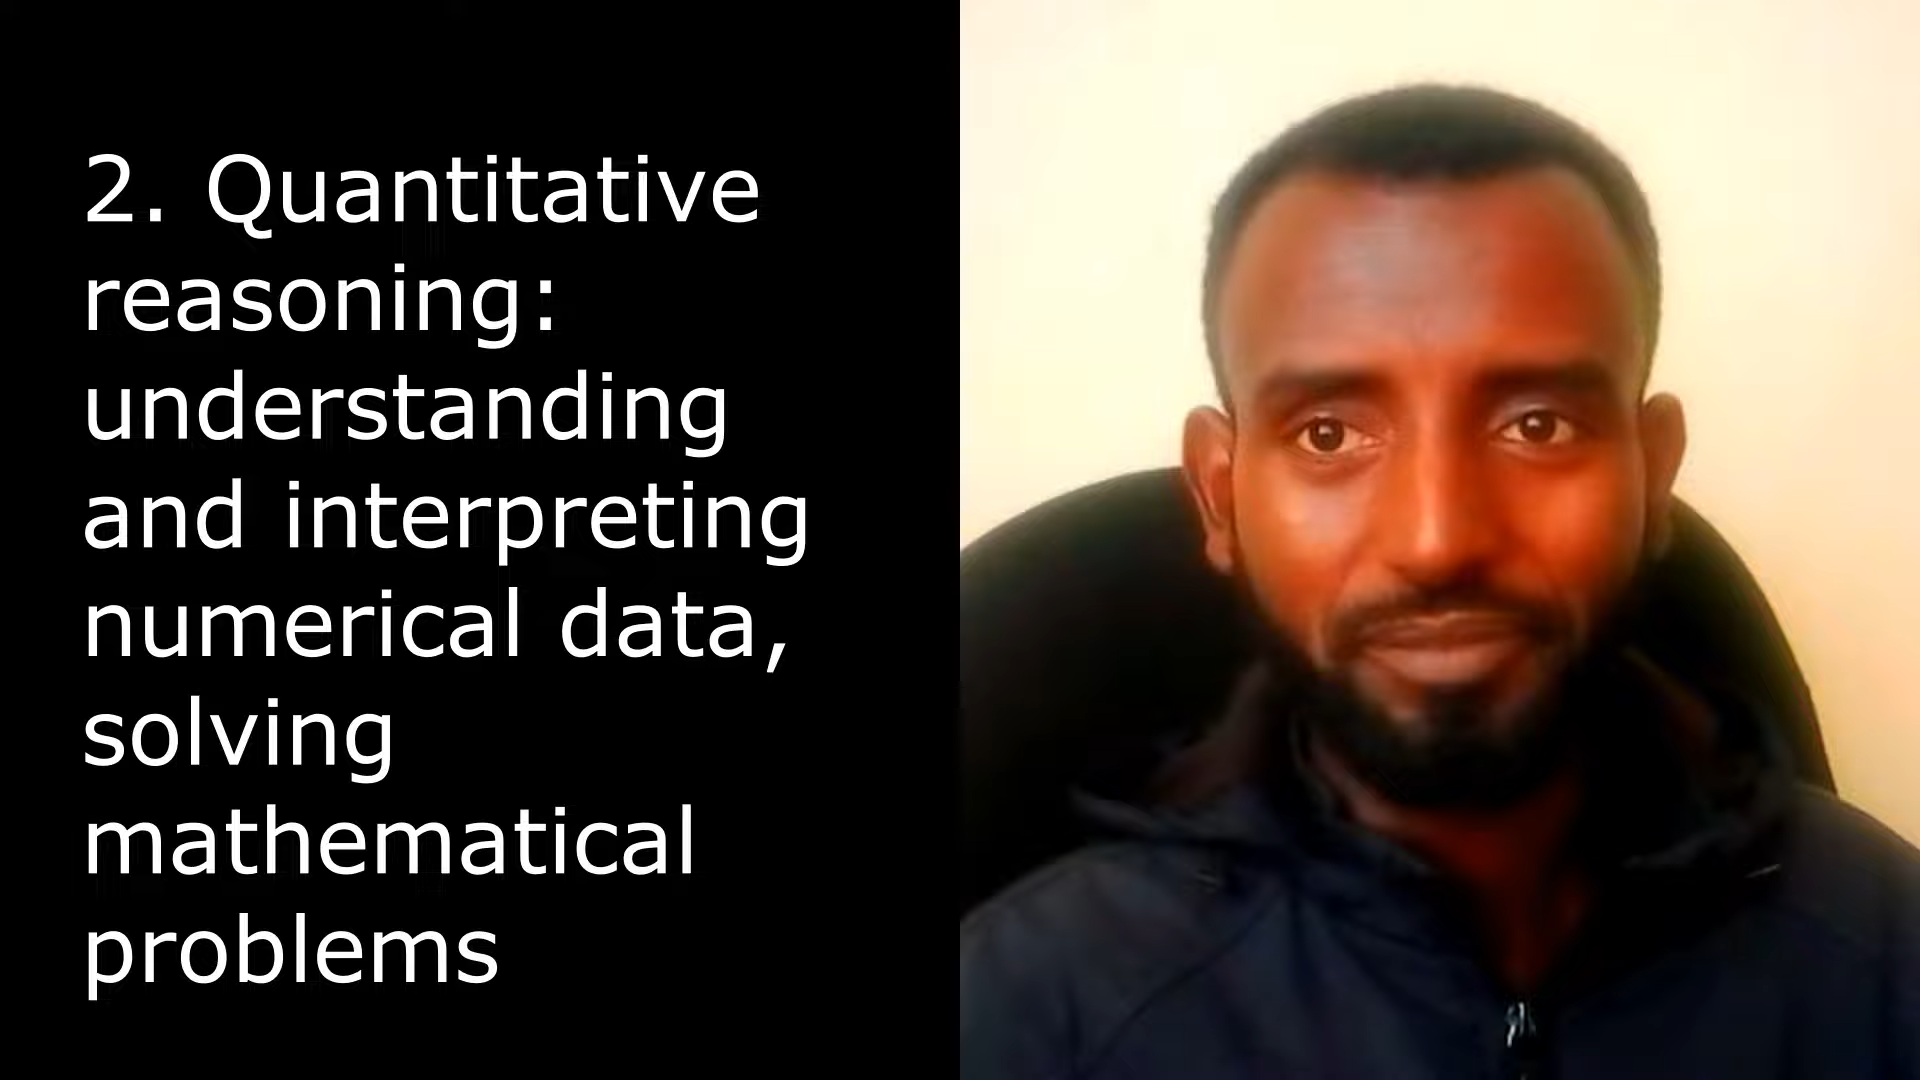 2. Quantitative
reasoning:
understanding
and interpreting
numerical data,
solving
mathematical
problems